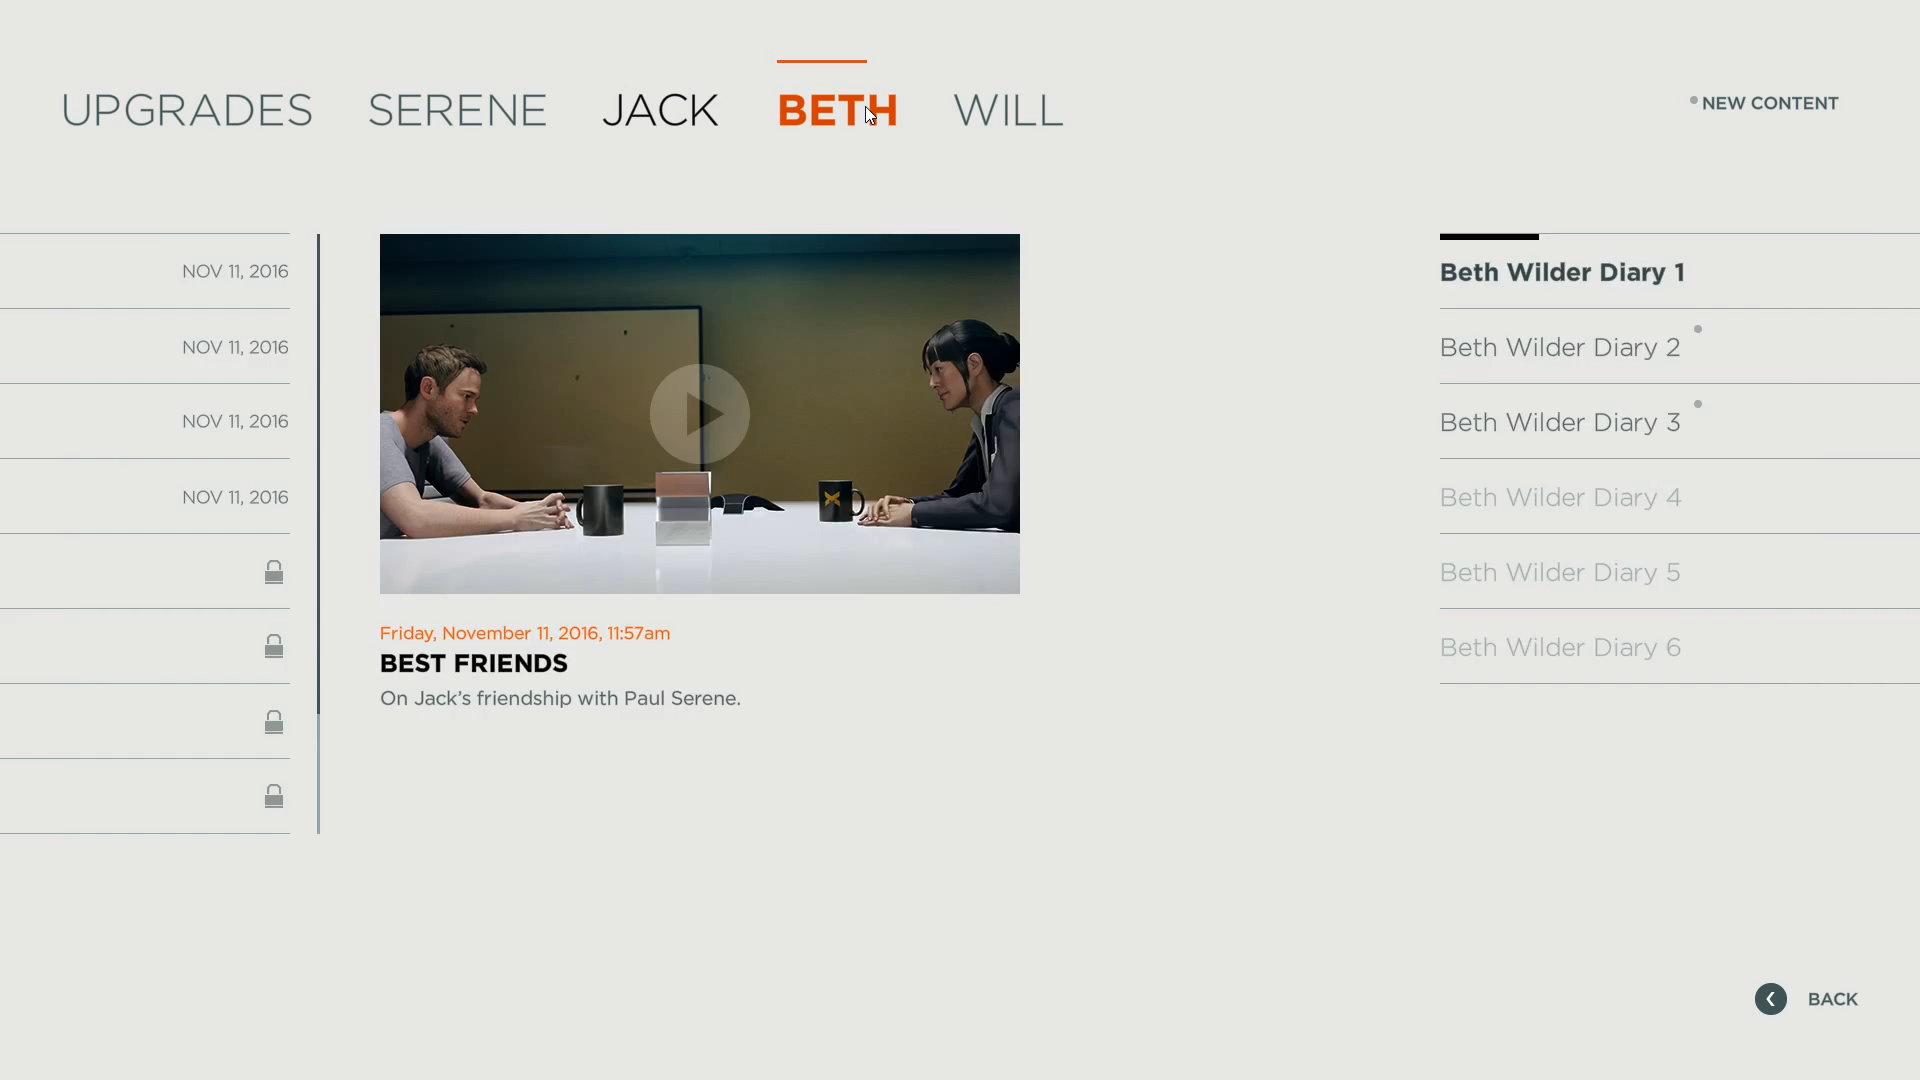 UPGRADES SERENE JACK BETH WILL
NEW CONTENT
NOV 11, 2016
NOV 11, 2016
NOV 11, 2016
NOV 11, 2016
Friday, November 11, 2016, 11:57am
BEST FRIENDS
On Jack’s friendship with Paul Serene.
Beth Wilder Diary 1
Beth Wilder Diary 2
Beth Wilder Diary 3
Beth Wilder Diary 4
Beth Wilder Diary 5
Beth Wilder Diary 6
BACK